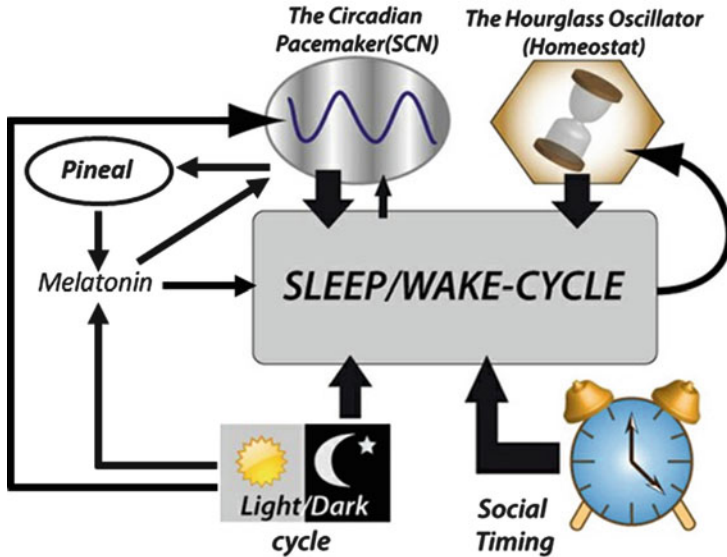 The Circadian
Pacemaker(SCN)
The Hourglass Oscillator
(Homeostat)
Pineal
Melatonin
SLEEP/WAKE-CYCLE
Light/Dark
cycle
Social
Timing